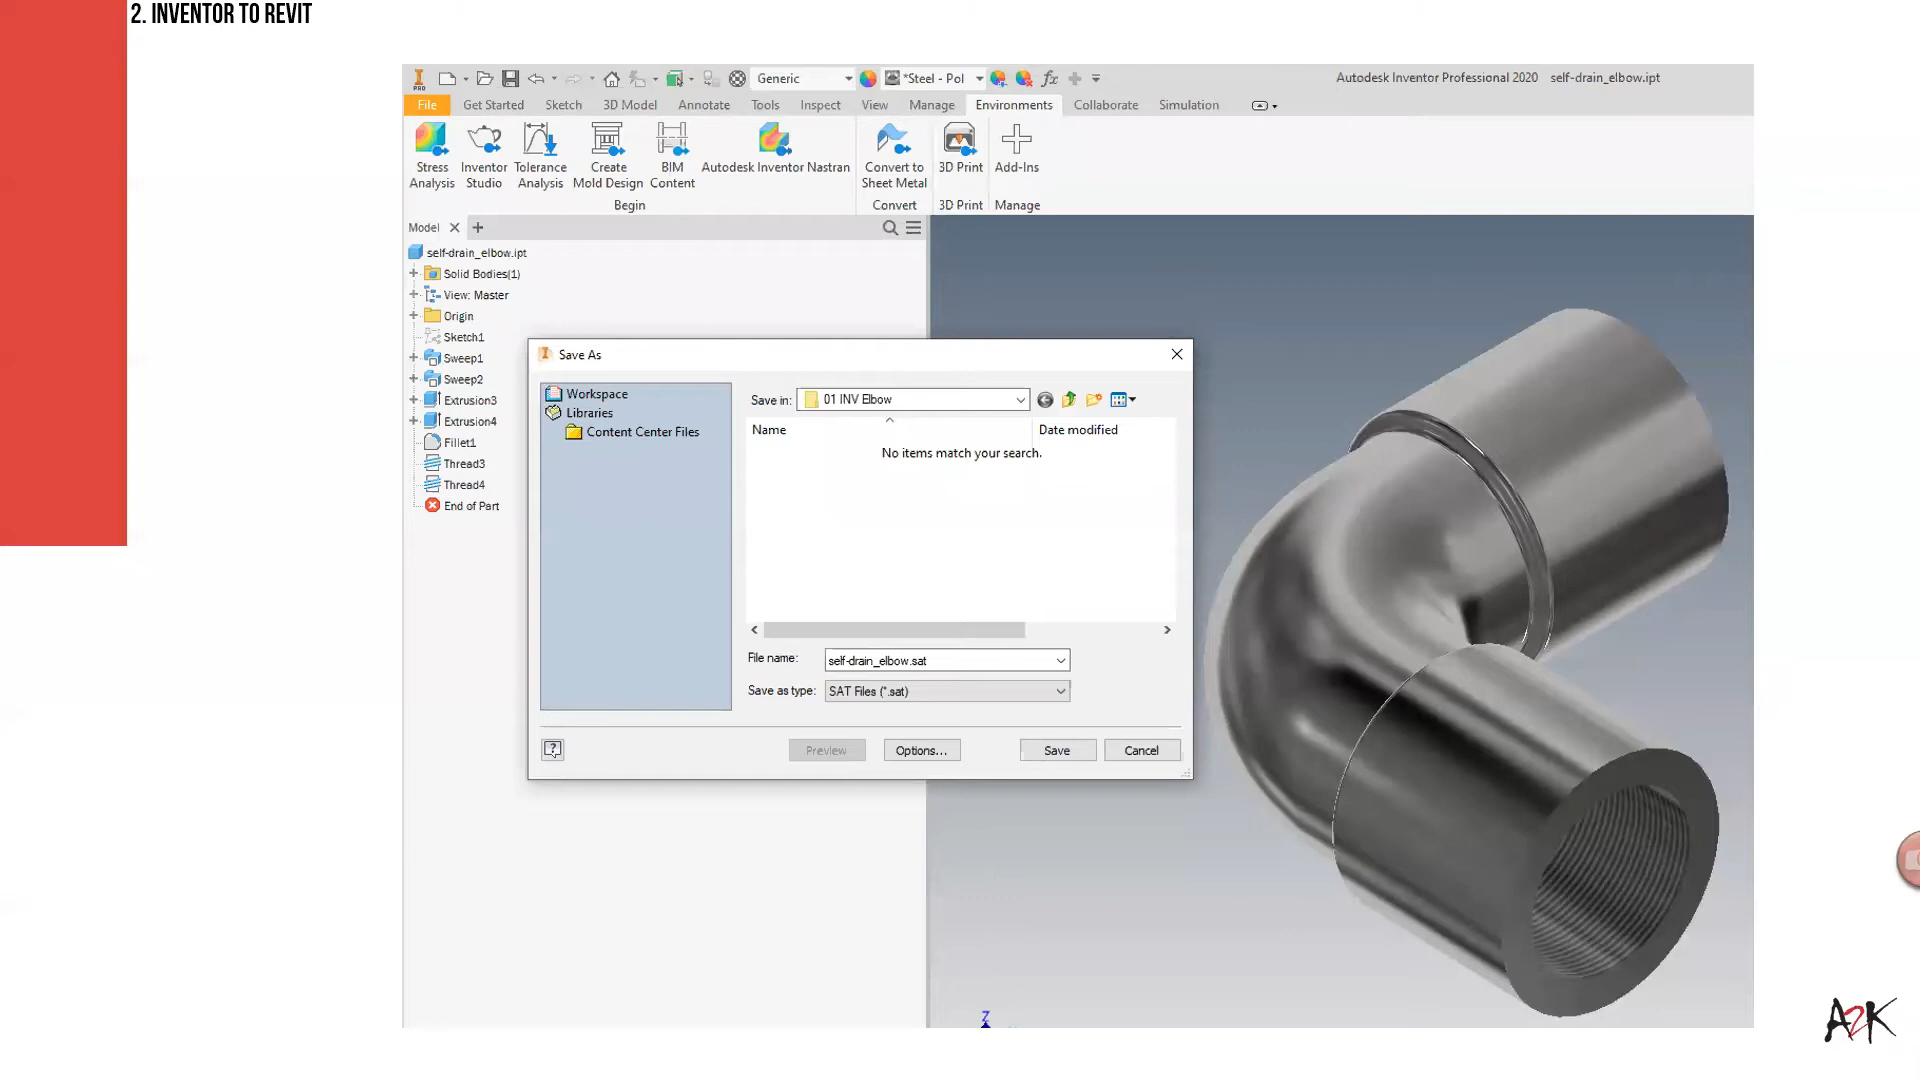 2. INVENTOR TO REVIT
PRO
Generic
*Steel - Pol
fx
Autodesk Inventor Professional 2020 self-drain_elbow.ipt
File Get Started Sketch 3D Model Annotate Tools Inspect View Manage Environments Collaborate Simulation
Stress Analysis
Inventor Studio
Tolerance Analysis
Create Mold Design
BIM Content
Autodesk Inventor Nastran
Convert to Sheet Metal
3D Print
Add-Ins
Begin Convert 3D Print Manage
Model
self-drain_elbow.ipt
Solid Bodies(1)
View: Master
Origin
Sketch1
Sweep1
Sweep2
Extrusion3
Extrusion4
Fillet1
Thread3
Thread4
End of Part
Save As
Workspace
Libraries
Content Center Files
Save in: 01 INV Elbow
Name Date modified
No items match your search.
File name: self-drain_elbow.sat
Save as type: SAT Files (*.sat)
Preview Options... Save Cancel
Z
A2K